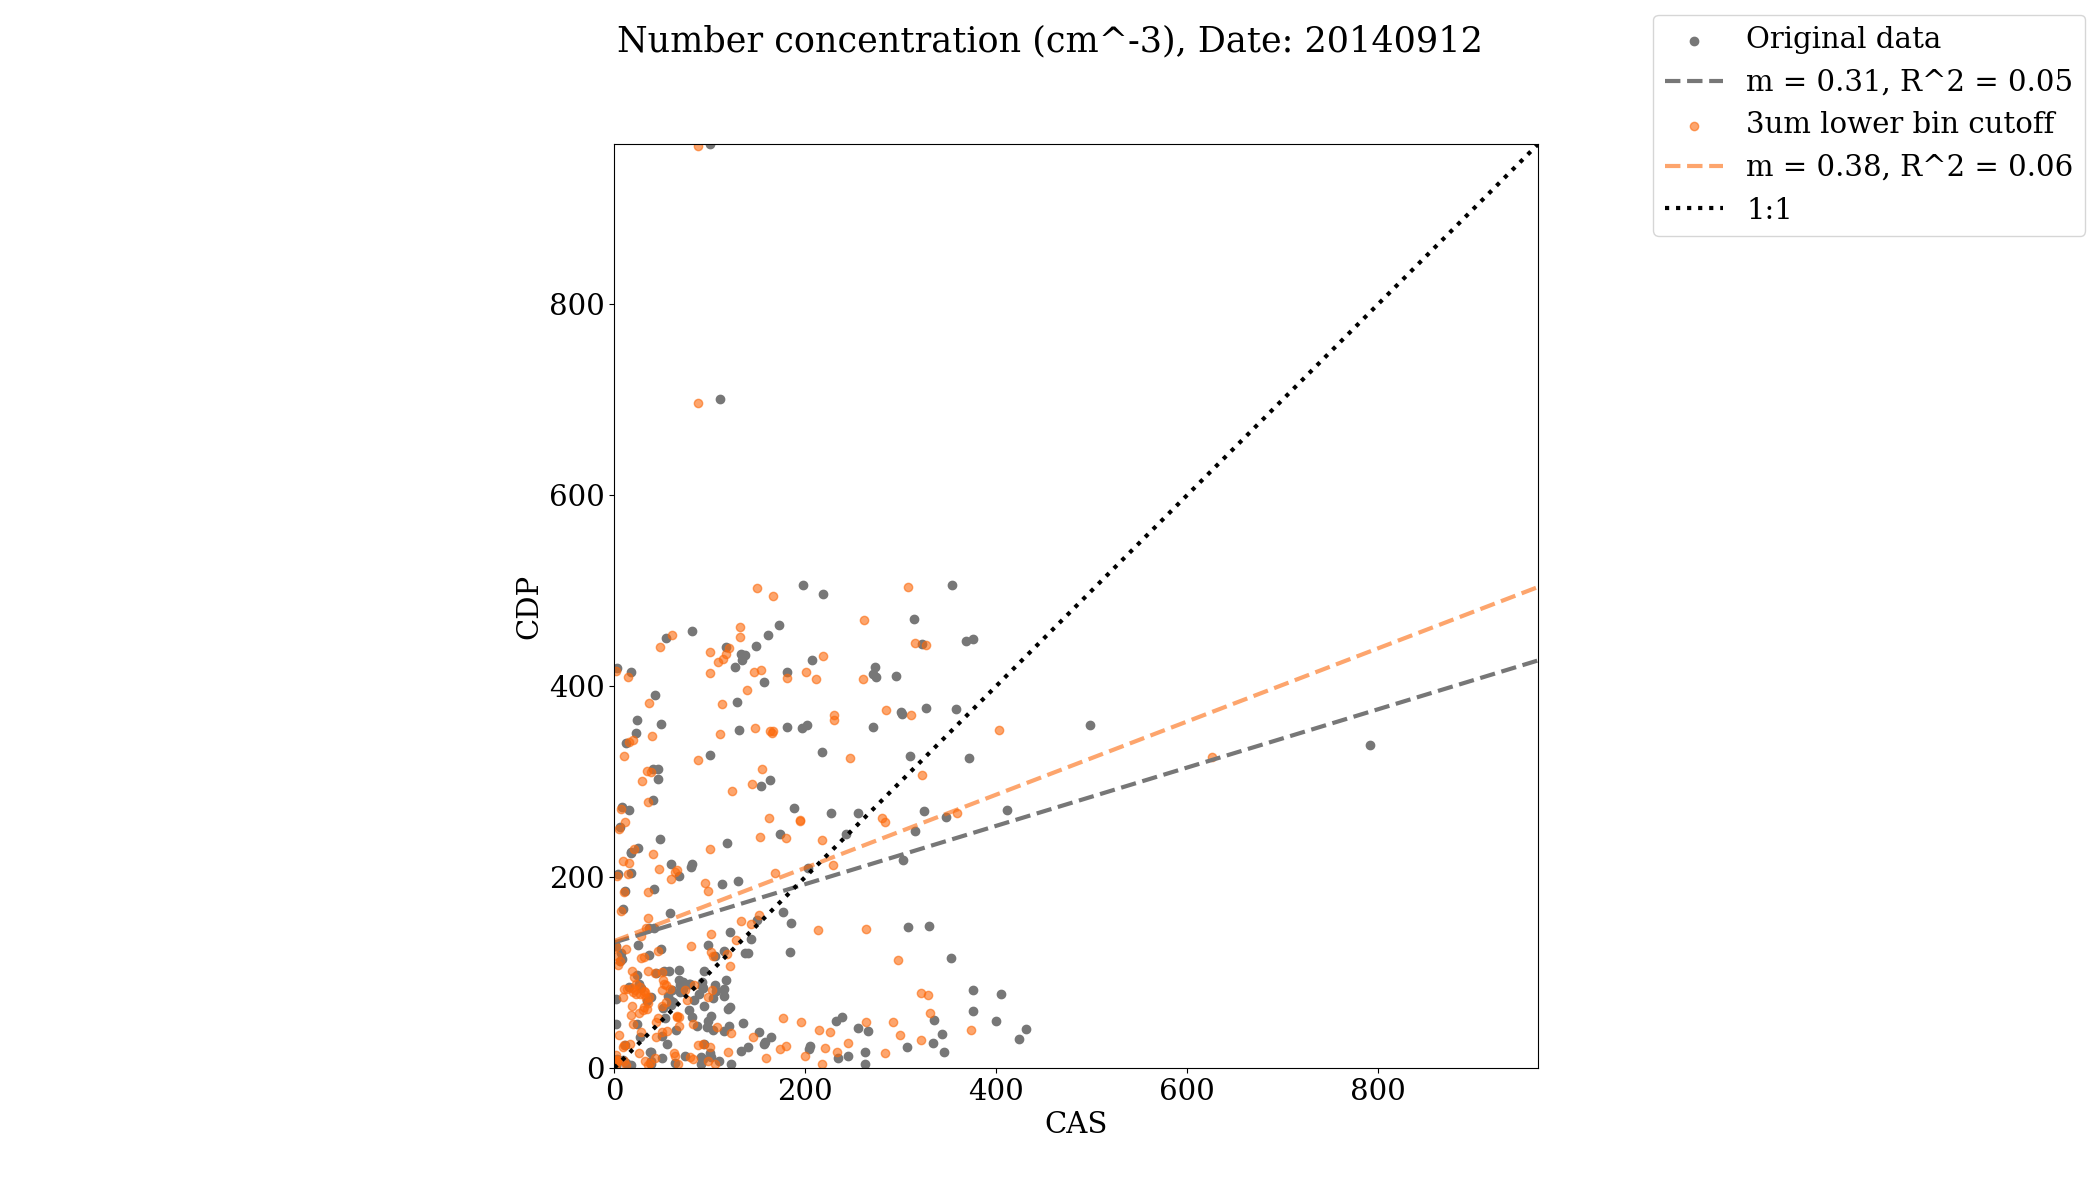 Number concentration (cm^-3), Date: 20140912
Original data
m = 0.31, R^2 = 0.05
3um lower bin cutoff
m = 0.38, R^2 = 0.06
1:1
800
600
400
200
0
CDP
0 200 400 600 800
CAS